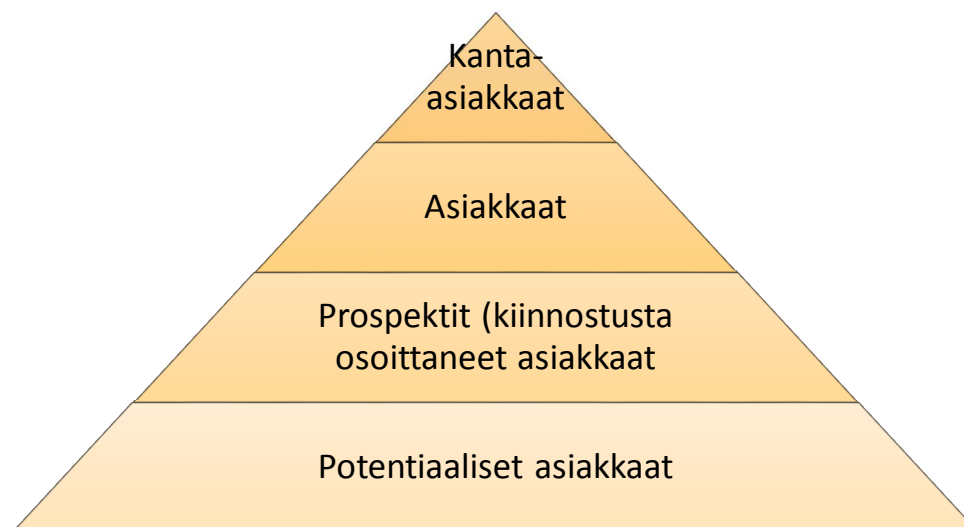 Kanta-
asiakkaat
Asiakkaat
Prospektit (kiinnostusta
osoittaneet asiakkaat
Potentiaaliset asiakkaat